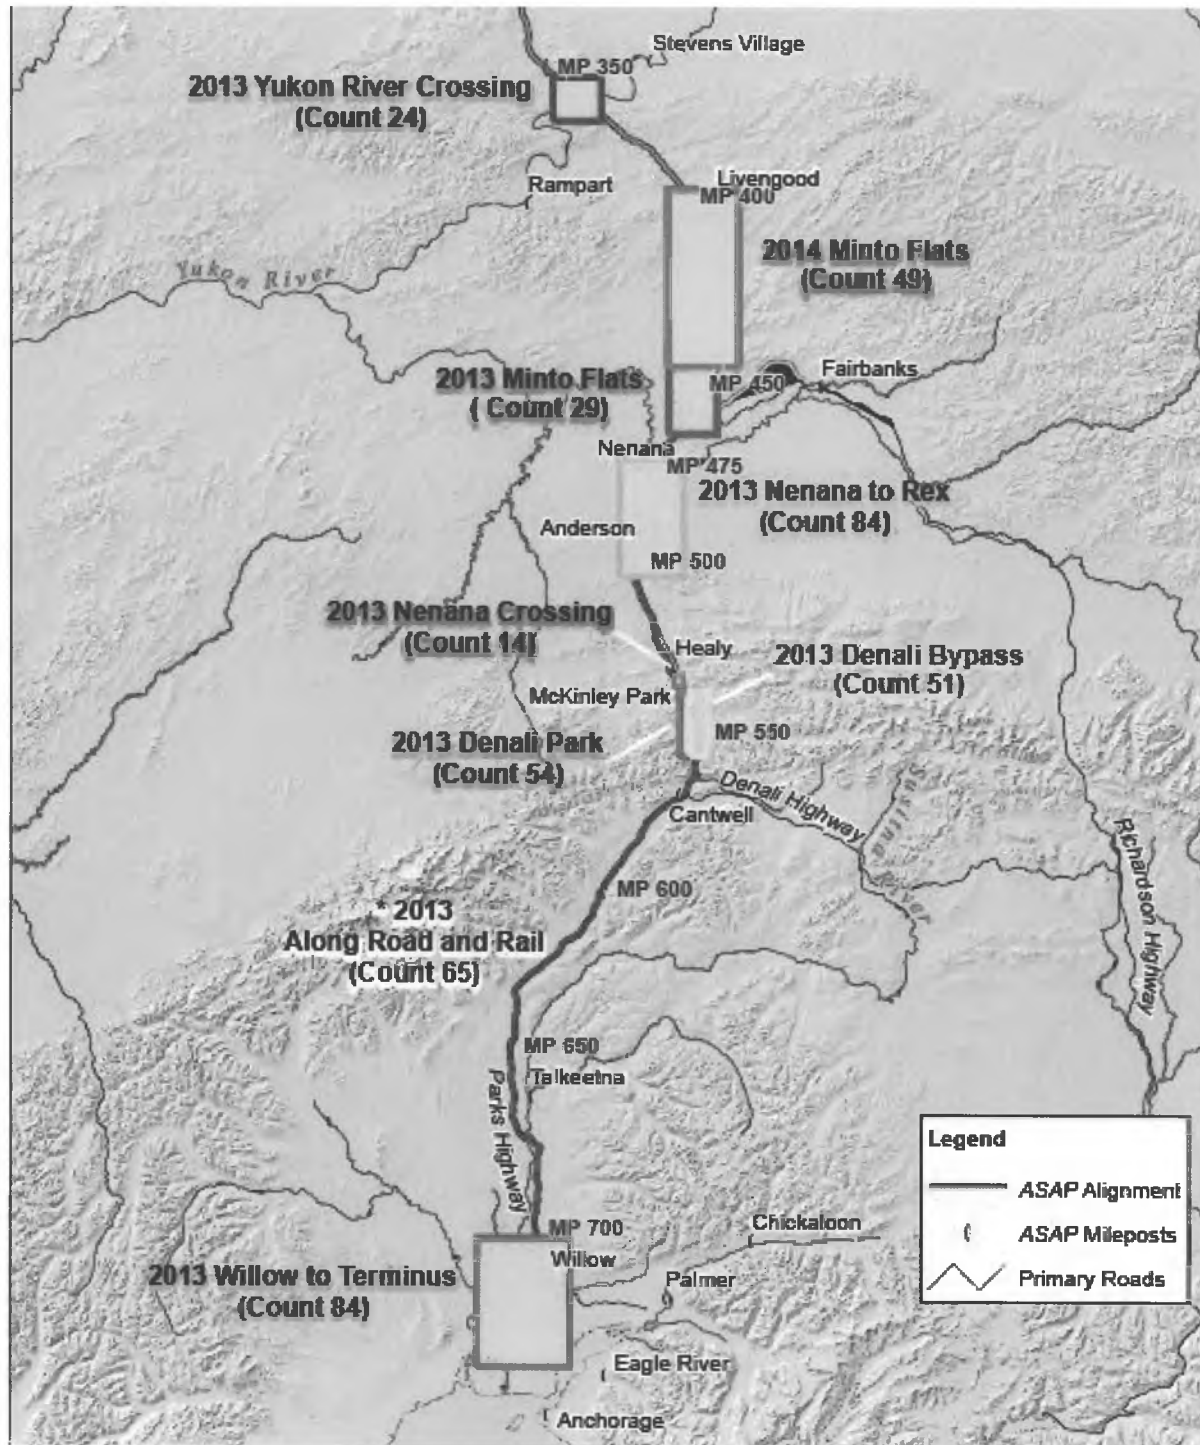 Stevens Village
MP 350
2013 Yukon River Crossing
(Count 24)
Rampart
Livengood
MP 400
Yukon River
2014 Minto Flats
(Count 49)
Fairbanks
2013 Minto Flats
( Count 29)
MP 450
Nenana
MP 475
2013 Nenana to Rex
(Count 84)
Anderson
MP 500
2013 Nenana Crossing
(Count 14)
Healy
2013 Denali Bypass
(Count 51)
McKinley Park
MP 550
2013 Denali Park
(Count 54)
Denali Highway
Susitna
River
Cantwell
Richardson Highway
MP 600
* 2013
Along Road and Rail
(Count 65)
MP 650
Talkeetna
Parks Highway
Legend
ASAP Alignment
ASAP Mileposts
Primary Roads
MP 700
Willow
Chickaloon
2013 Willow to Terminus
(Count 84)
Palmer
Eagle River
Anchorage